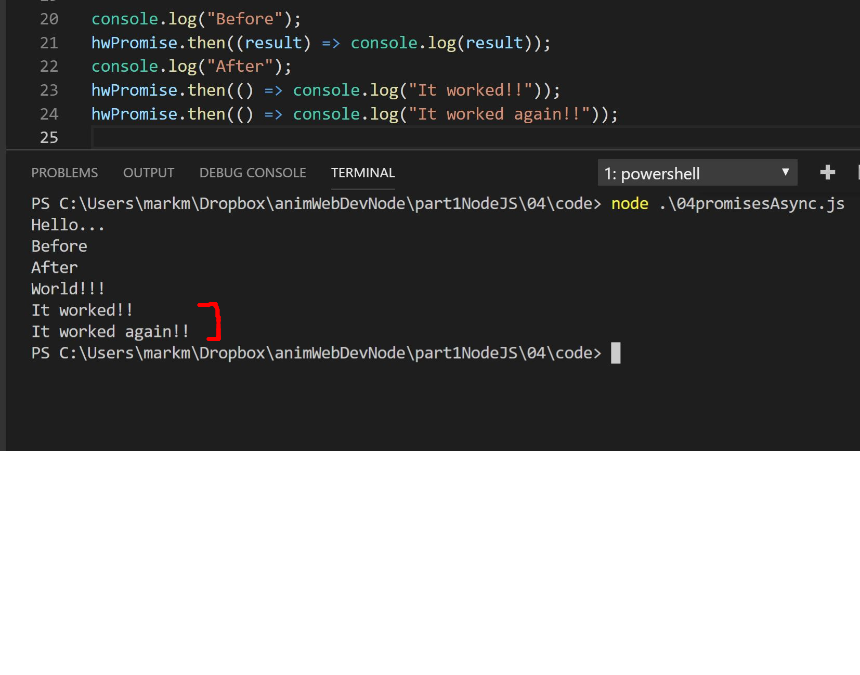 20 console.log("Before");
21 hwPromise.then((result) => console.log(result));
22 console.log("After");
23 hwPromise.then(() => console.log("It worked!!"));
24 hwPromise.then(() => console.log("It worked again!!"));
25
PROBLEMS OUTPUT DEBUG CONSOLE TERMINAL 1: powershell
PS C:\Users\markm\Dropbox\animWebDevNode\part1NodeJS\04\code> node .\04promisesAsync.js
Hello...
Before
After
World!!!
It worked!!
It worked again!!
PS C:\Users\markm\Dropbox\animWebDevNode\part1NodeJS\04\code>